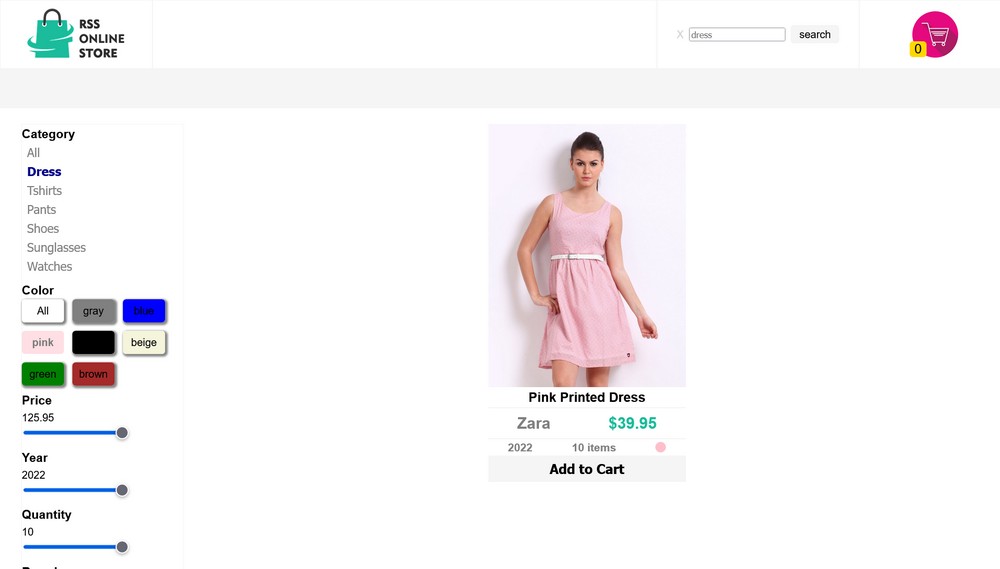 RSS
ONLINE
STORE
X dress search
0
Category
All
Dress
Tshirts
Pants
Shoes
Sunglasses
Watches
Color
All gray blue
pink beige
green brown
Price
125.95
Year
2022
Quantity
10
Pink Printed Dress
Zara $39.95
2022 10 items
Add to Cart